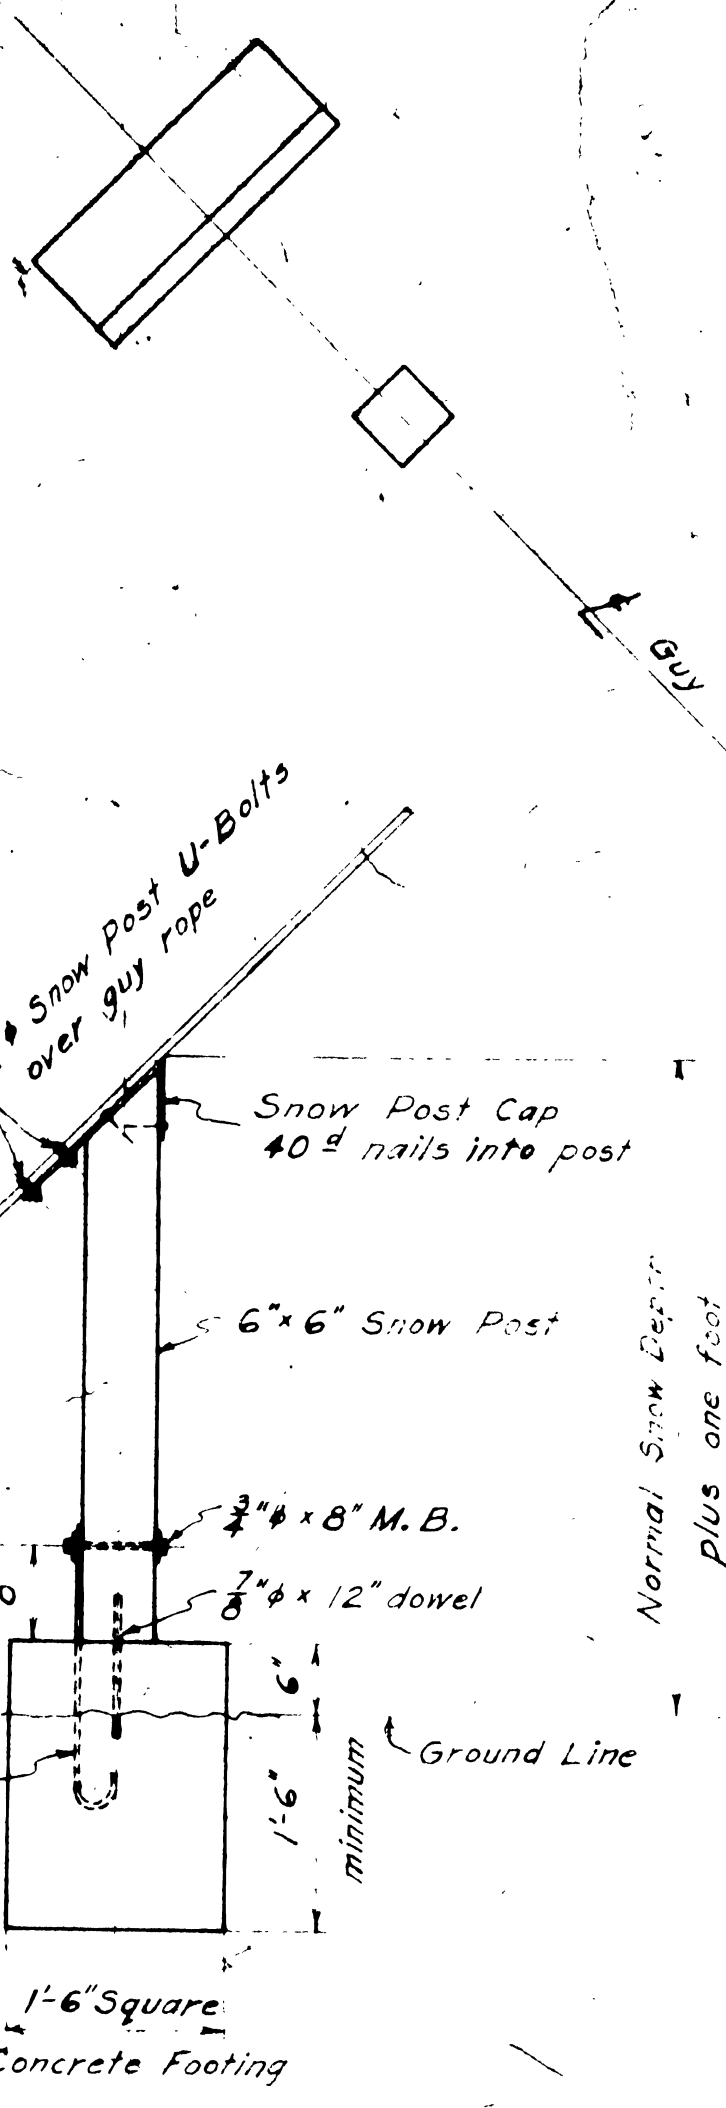 Guy
φ Snow Post U-Bolts
over guy rope
Snow Post Cap
40 d nails into post
6" x 6" Snow Post
Normal Snow Depth
plus one foot
3/4" φ x 8" M.B.
7/8" φ x 12" dowel
6"
Ground Line
1'-6"
minimum
1'-6" Square
Concrete Footing